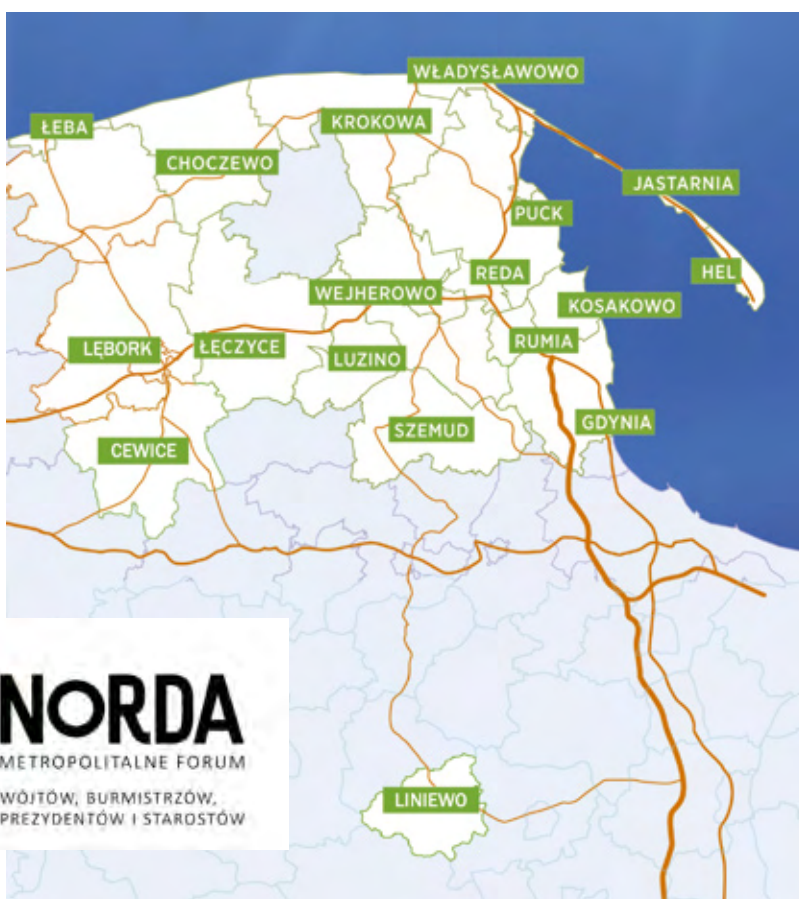 WŁADYSŁAWOWO
ŁEBA
KROKOWA
CHOCZEWO
JASTARNIA
PUCK
HEL
REDA
WEJHEROWO
KOSAKOWO
RUMIA
LĘBORK
ŁĘCZYCE
LUZINO
GDYNIA
SZEMUD
CEWICE
NORDA
METROPOLITALNE FORUM
WÓJTÓW, BURMISTRZÓW,
PREZYDENTÓW I STAROSTÓW
LINIEWO